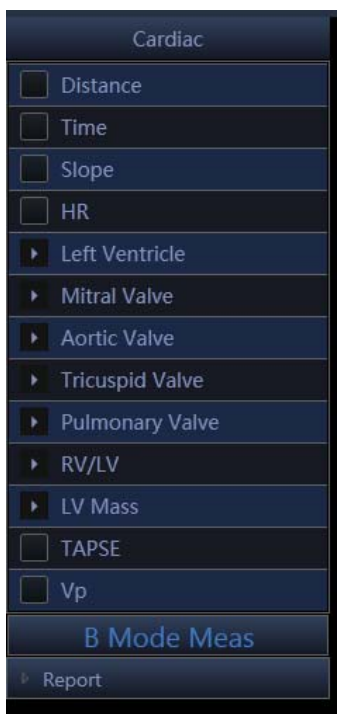 Cardiac
Distance
Time
Slope
HR
Left Ventricle
Mitral Valve
Aortic Valve
Tricuspid Valve
Pulmonary Valve
RV/LV
LV Mass
TAPSE
Vp
B Mode Meas
Report